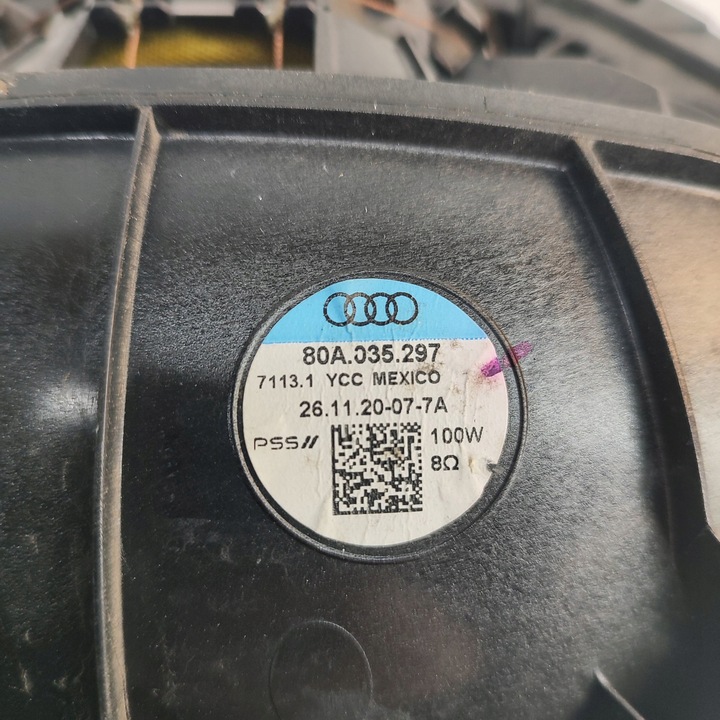 80A.035.297
7113.1 YCC MEXICO
26.11.20-07-7A
PSS// 100W
8Ω